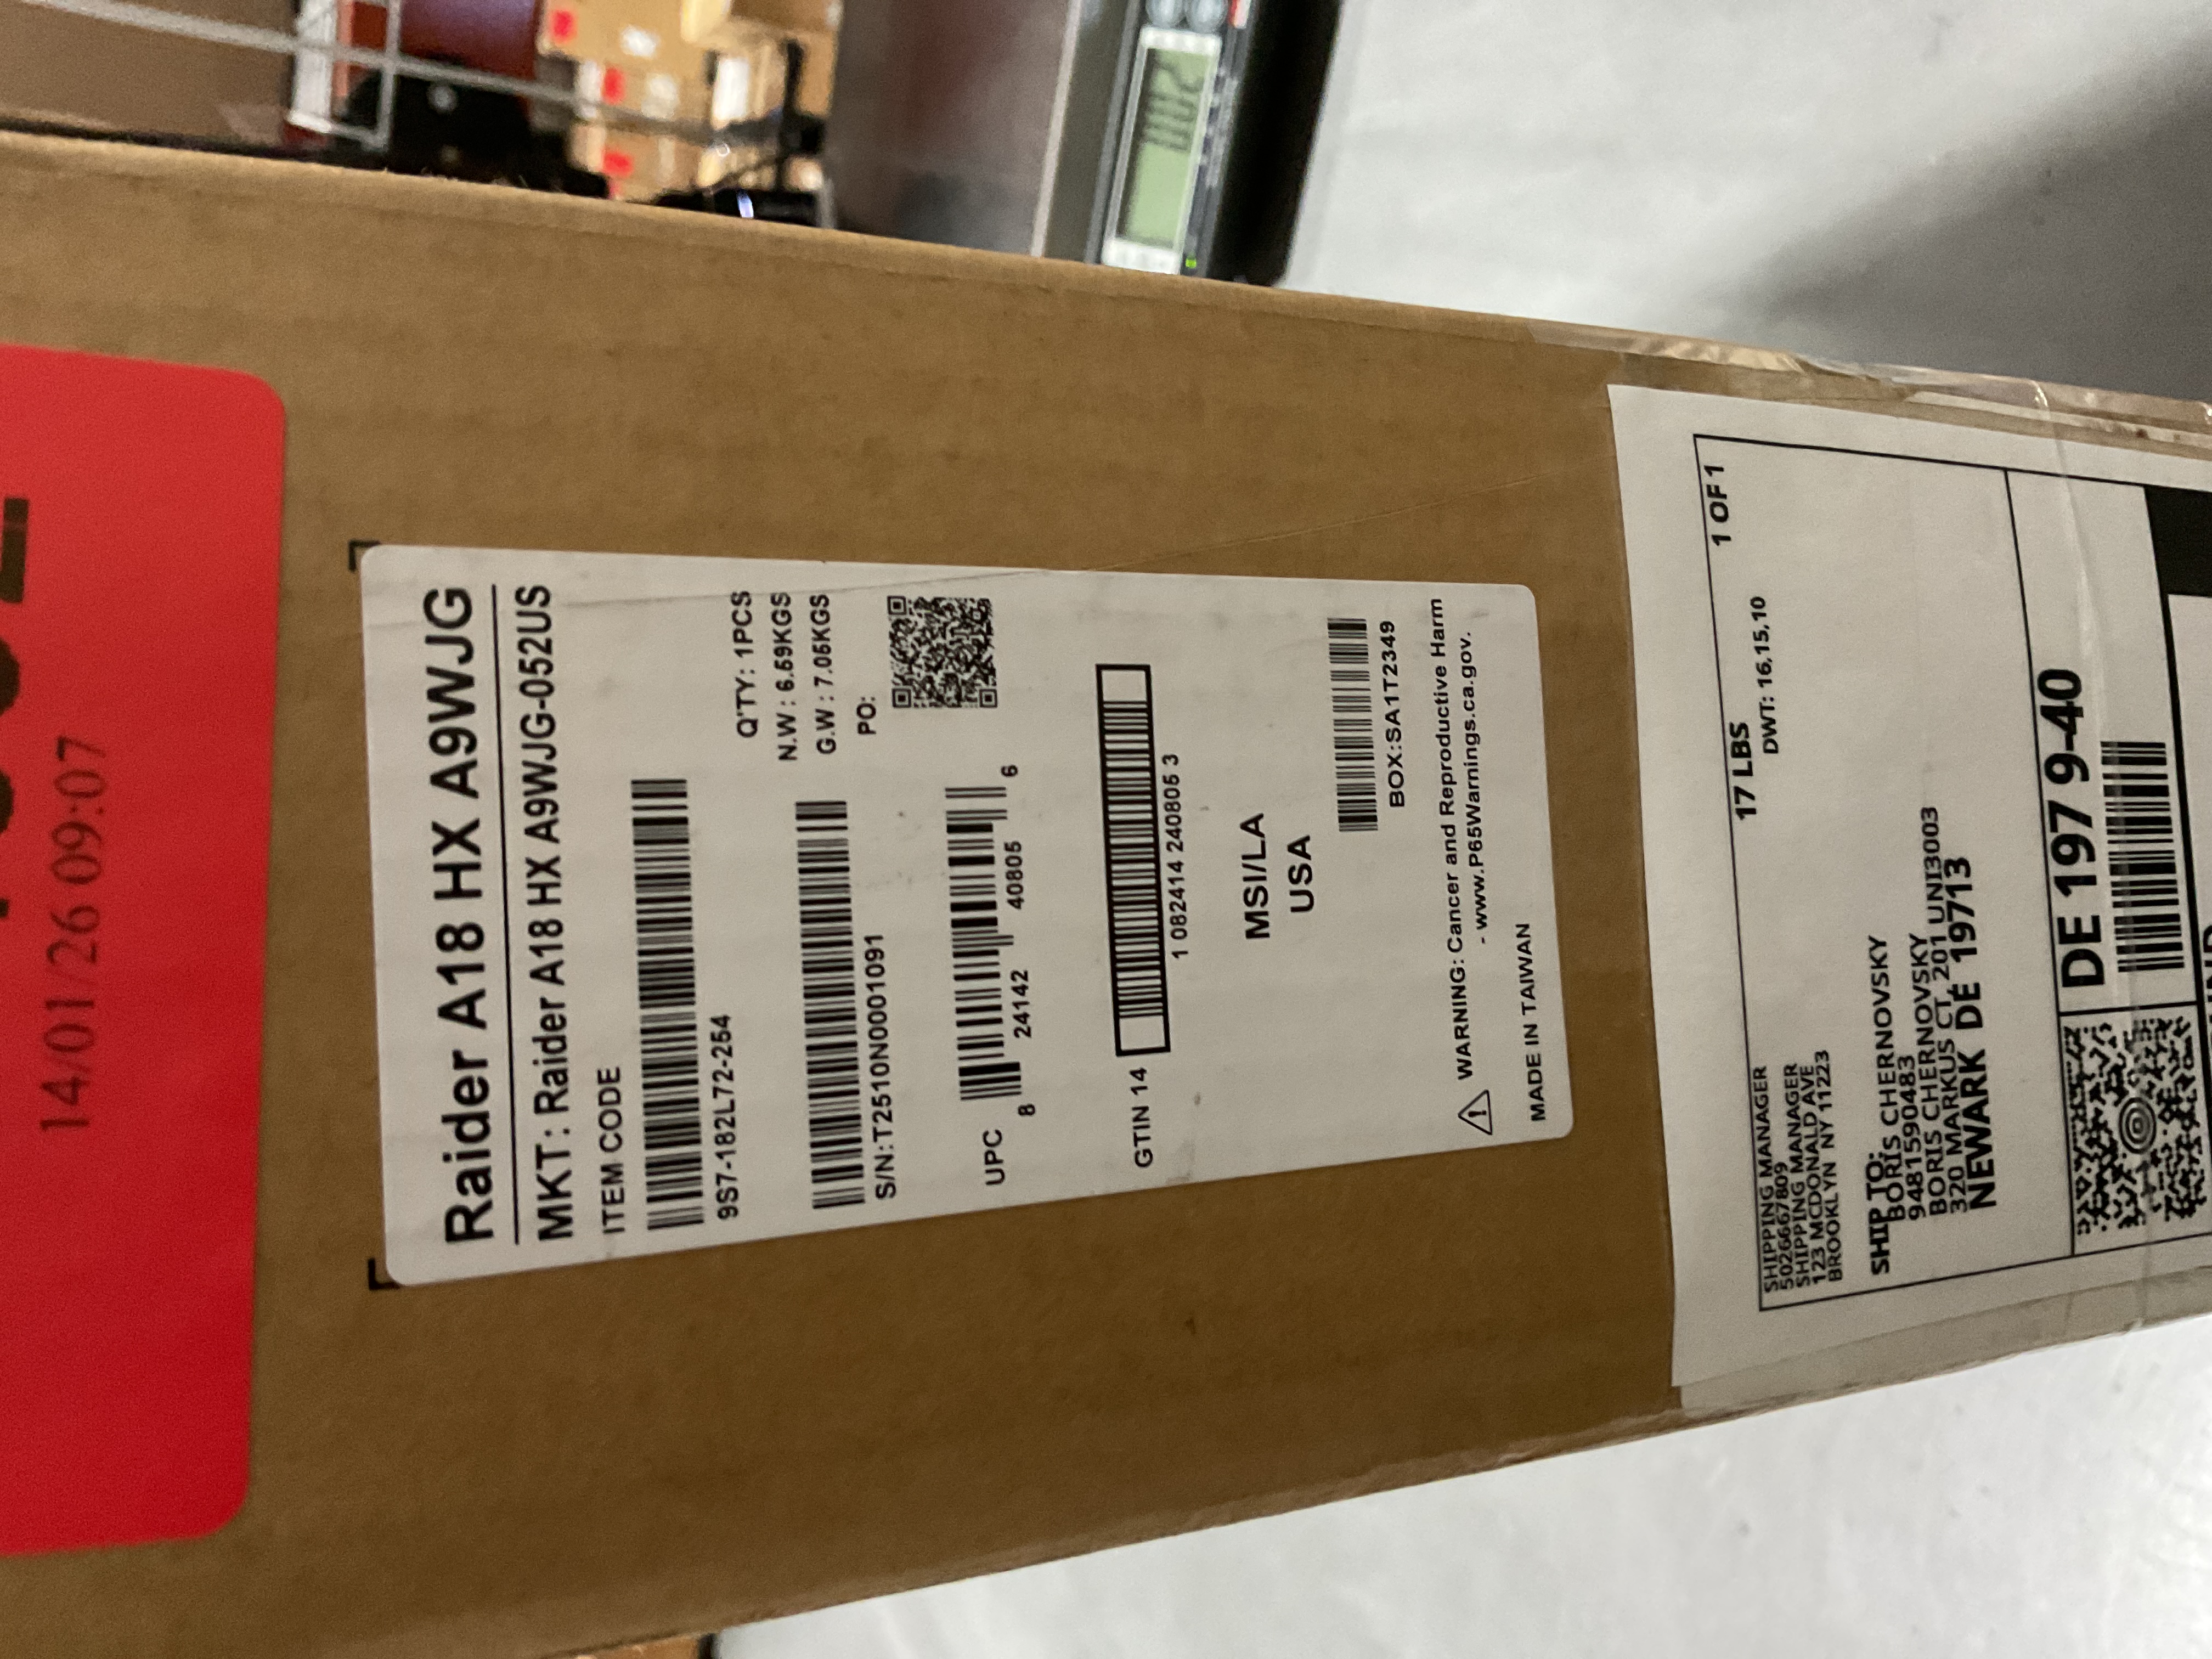 14/01/26 09:07
Raider A18 HX A9WJG
MKT: Raider A18 HX A9WJG-052US
ITEM CODE
9S7-182L72-254
Q'TY: 1PCS
N.W: 6.59KGS
G.W: 7.05KGS
PO:
S/N:T2510N0001091
UPC
8 24142 40805 6
GTIN 14
1 082414 240805 3
MSI/LA
USA
BOX:SA1T2349
WARNING: Cancer and Reproductive Harm
- www.P65Warnings.ca.gov.
MADE IN TAIWAN
SHIPPING MANAGER
5026667809
SHIPPING MANAGER
123 MCDONALD AVE
BROOKLYN NY 11223
17 LBS
1 OF 1
DWT: 16,15,10
SHIP TO:
BORIS CHERNOVSKY
9481590483
BORIS CHERNOVSKY
320 MARKUS CT, 201 UNI3003
NEWARK DE 19713
DE 197 9-40